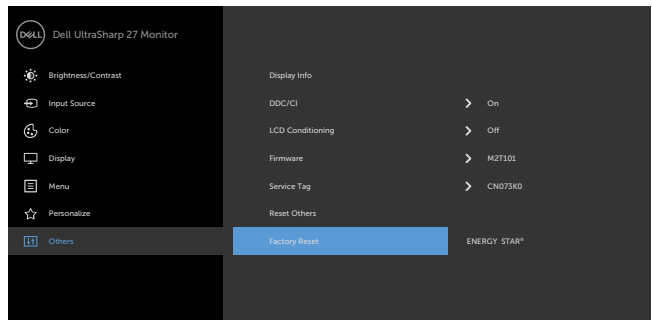 DELL Dell UltraSharp 27 Monitor
Brightness/Contrast Display Info
Input Source DDC/CI On
Color LCD Conditioning Off
Display Firmware M2T101
Menu Service Tag CN073K0
Personalize Reset Others
Others Factory Reset ENERGY STAR®